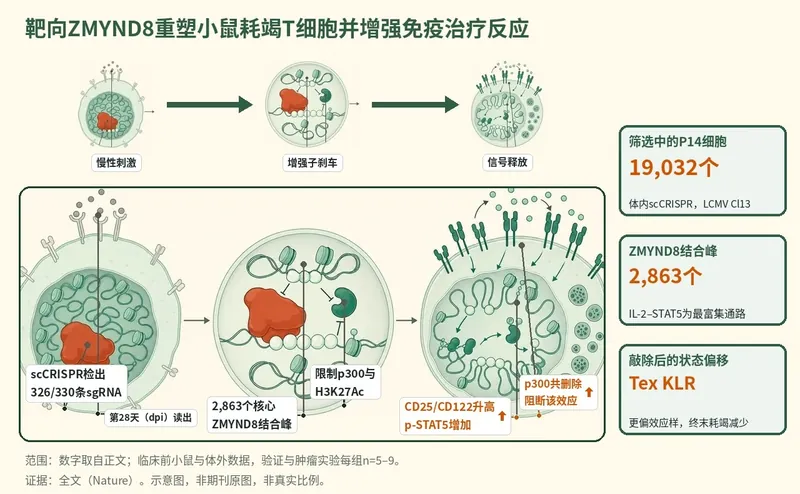 靶向ZMYND8重塑小鼠耗竭T细胞并增强免疫治疗反应
慢性刺激
增强子刹车
信号释放
scCRISPR检出
326/330条sgRNA
第28天（dpi）读出
2,863个核心
ZMYND8结合峰
限制p300与
H3K27Ac
CD25/CD122升高
p-STAT5增加
p300共删除
阻断该效应
筛选中的P14细胞
19,032个
体内scCRISPR，LCMV Cl13
ZMYND8结合峰
2,863个
IL-2–STAT5为最富集通路
敲除后的状态偏移
Tex KLR
更偏效应样，终末耗竭减少
范围：数字取自正文；临床前小鼠与体外数据，验证与肿瘤实验每组n=5–9。
证据：全文（Nature）。示意图，非期刊原图，非真实比例。